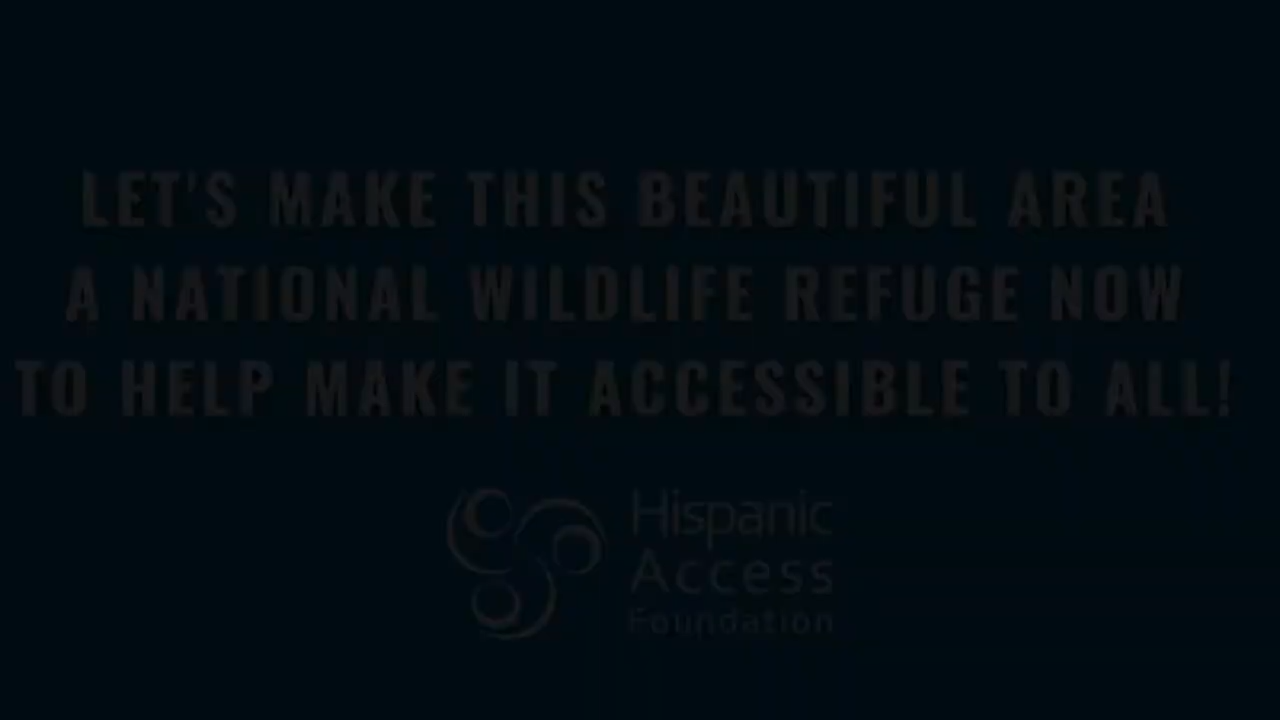 LET'S MAKE THIS BEAUTIFUL AREA
A NATIONAL WILDLIFE REFUGE NOW
TO HELP MAKE IT ACCESSIBLE TO ALL!
Hispanic
Access
Foundation